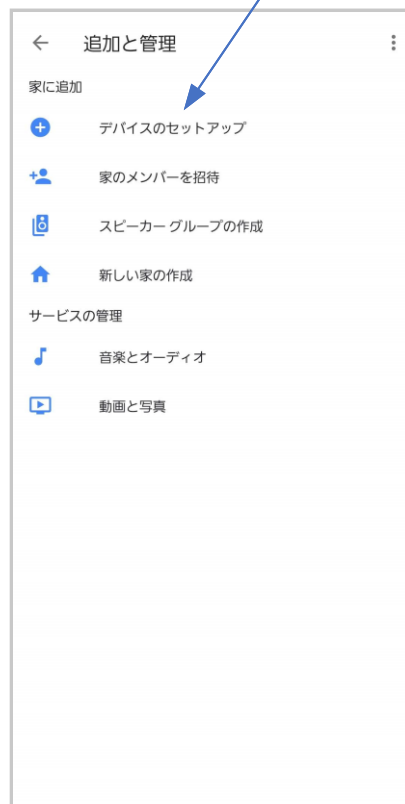 追加と管理
家に追加
デバイスのセットアップ
家のメンバーを招待
スピーカー グループの作成
新しい家の作成
サービスの管理
音楽とオーディオ
動画と写真